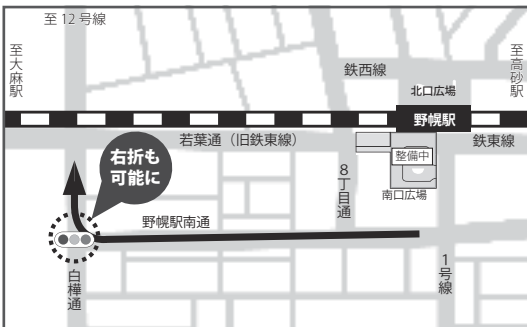 至12号線
至大麻駅
至高砂駅
鉄西線
北口広場
野幌駅
若葉通（旧鉄東線）
鉄東線
整備中
右折も
可能に
8丁目通
南口広場
野幌駅南通
白樺通
1号線